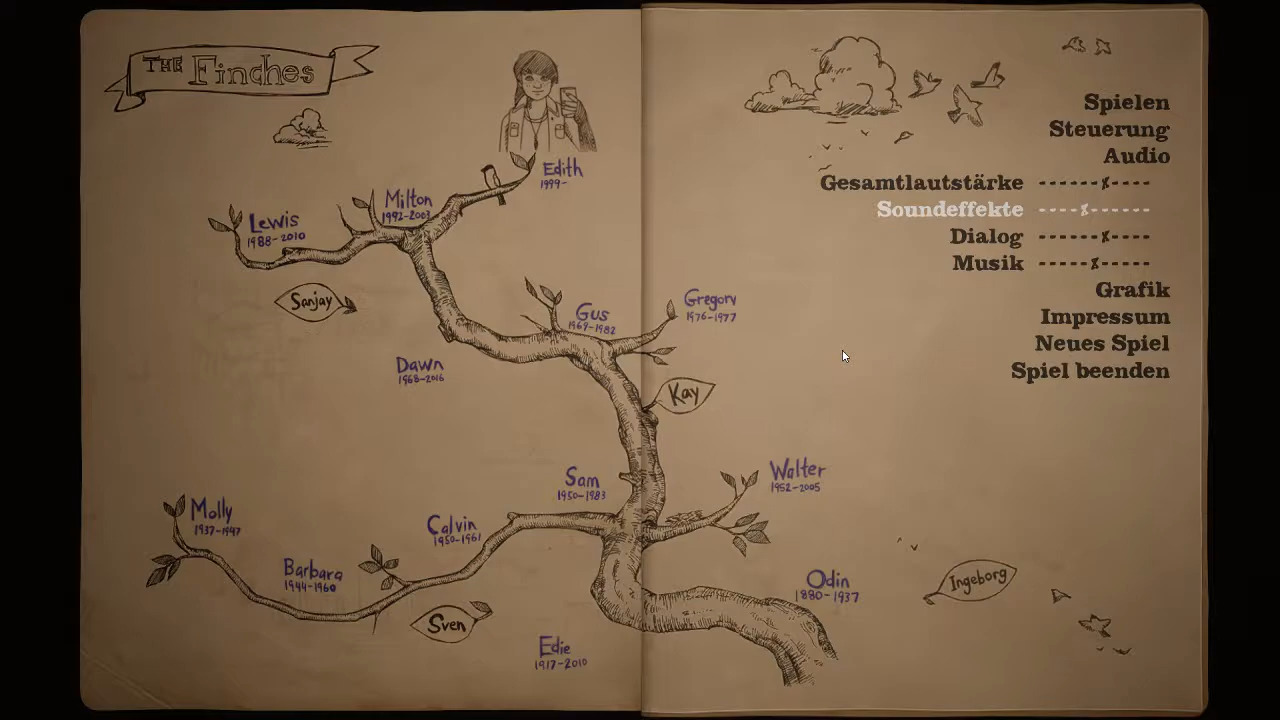 THE Finches
Edith
1999-
Milton
1992-2003
Lewis
1988-2010
Sanjay
Gus
1969-1982
Gregory
1976-1977
Dawn
1968-2016
Kay
Sam
1950-1983
Walter
1952-2005
Molly
1937-1947
Calvin
1950-1961
Barbara
1944-1960
Sven
Odin
1880-1937
Ingeborg
Edie
1917-2010
Spielen
Steuerung
Audio
Gesamtlautstärke
Soundeffekte
Dialog
Musik
Grafik
Impressum
Neues Spiel
Spiel beenden